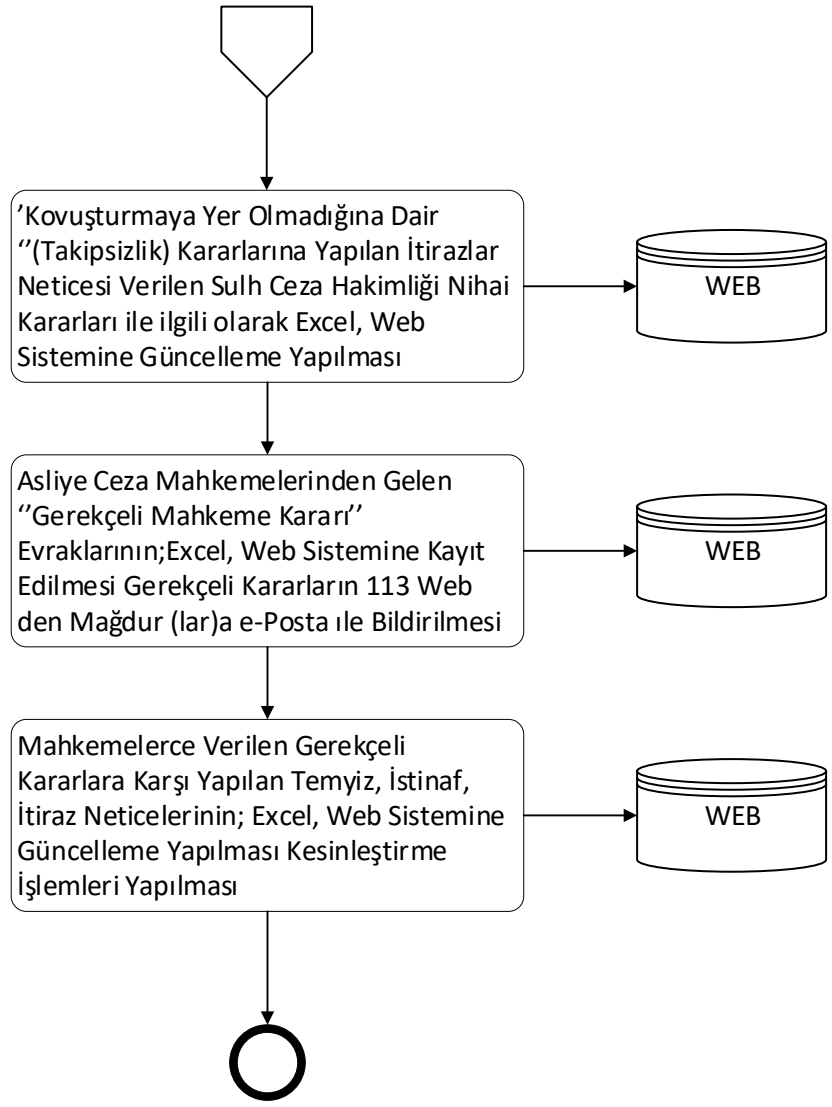 ’Kovuşturmaya Yer Olmadığına Dair
‘’(Takipsizlik) Kararlarına Yapılan İtirazlar
Neticesi Verilen Sulh Ceza Hakimliği Nihai
Kararları ile ilgili olarak Excel, Web
Sistemine Güncelleme Yapılması
WEB
Asliye Ceza Mahkemelerinden Gelen
‘’Gerekçeli Mahkeme Kararı’’
Evraklarının;Excel, Web Sistemine Kayıt
Edilmesi Gerekçeli Kararların 113 Web
den Mağdur (lar)a e-Posta ıle Bildirilmesi
WEB
Mahkemelerce Verilen Gerekçeli
Kararlara Karşı Yapılan Temyiz, İstinaf,
İtiraz Neticelerinin; Excel, Web Sistemine
Güncelleme Yapılması Kesinleştirme
İşlemleri Yapılması
WEB